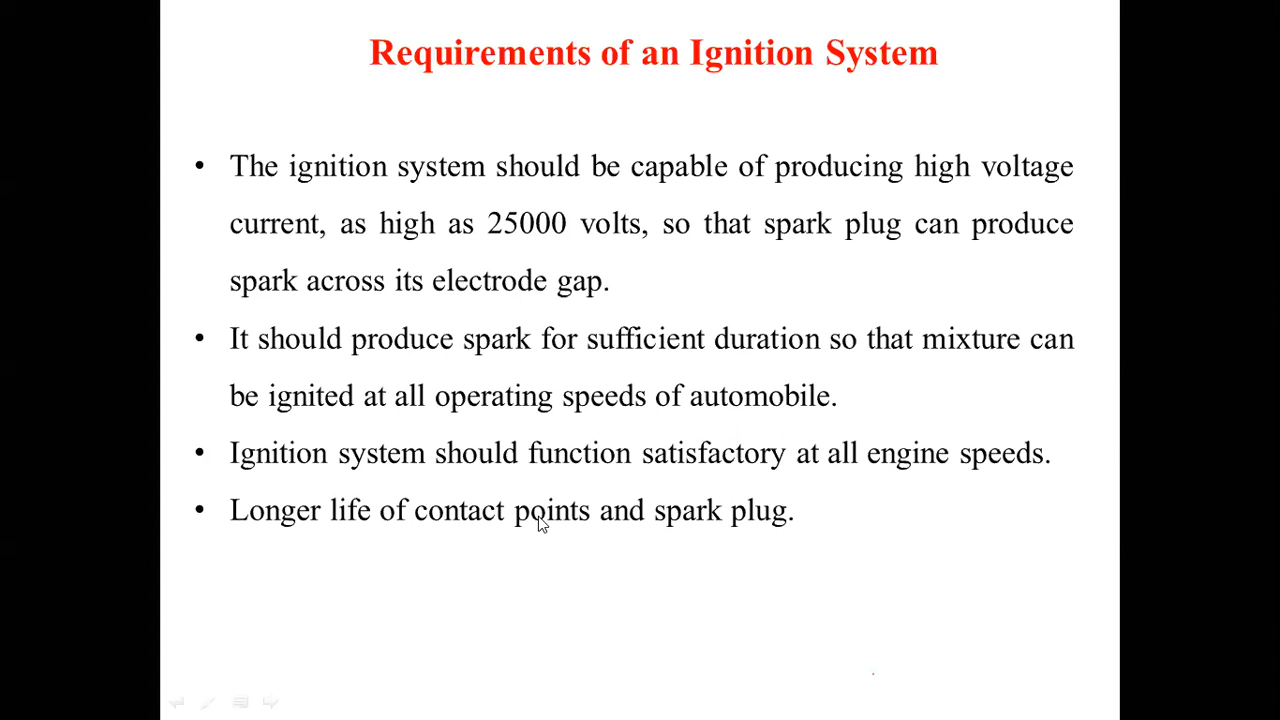 Requirements of an Ignition System
• The ignition system should be capable of producing high voltage
current, as high as 25000 volts, so that spark plug can produce
spark across its electrode gap.
• It should produce spark for sufficient duration so that mixture can
be ignited at all operating speeds of automobile.
• Ignition system should function satisfactory at all engine speeds.
• Longer life of contact points and spark plug.